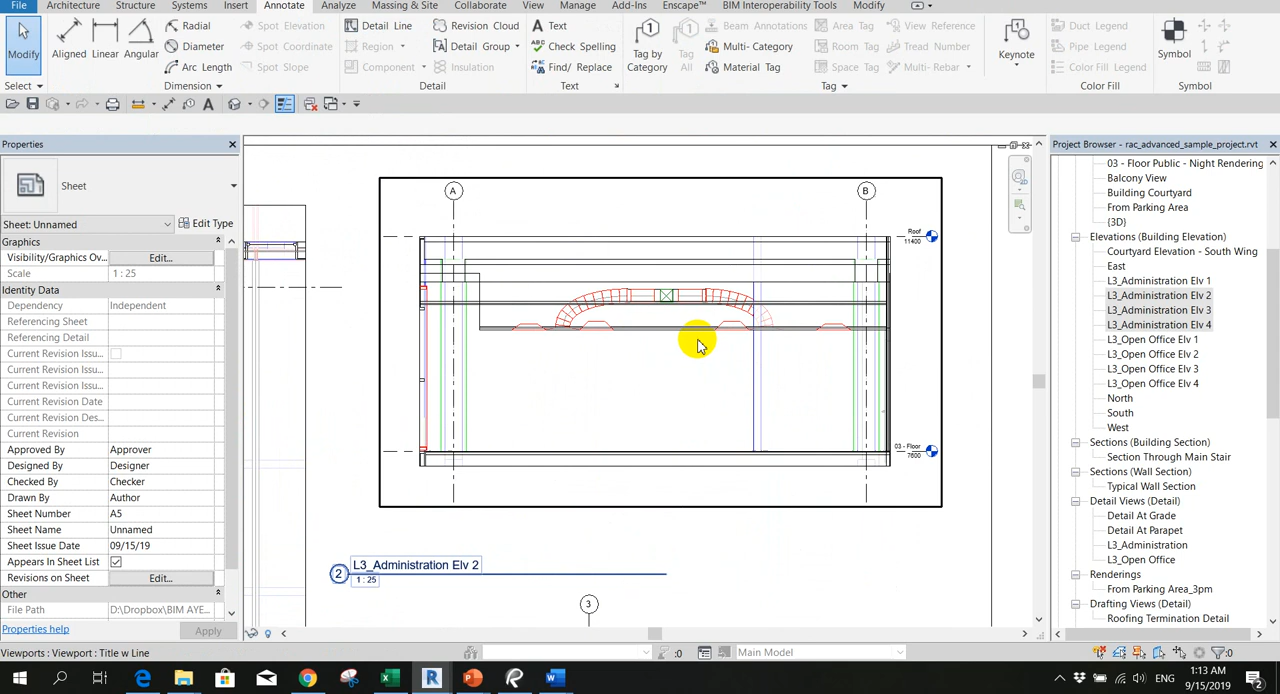 File Architecture Structure Systems Insert Annotate Analyze Massing & Site Collaborate View Manage Add-Ins Enscape™ BIM Interoperability Tools Modify
Modify
Select
Aligned Linear Angular
Radial
Diameter
Arc Length
Spot Elevation
Spot Coordinate
Spot Slope
Dimension
Detail Line
Region
Component
Revision Cloud
Detail Group
Insulation
Detail
Text
Check Spelling
Find/ Replace
Text
Tag by Category
Tag All
Beam Annotations
Multi- Category
Material Tag
Area Tag
Room Tag
Space Tag
View Reference
Tread Number
Multi- Rebar
Tag
Keynote
Duct Legend
Pipe Legend
Color Fill Legend
Color Fill
Symbol
Symbol
Properties
Sheet
Sheet: Unnamed Edit Type
Graphics
Visibility/Graphics Ov... Edit...
Scale 1 : 25
Identity Data
Dependency Independent
Referencing Sheet
Referencing Detail
Current Revision Issu...
Current Revision Issu...
Current Revision Issu...
Current Revision Date
Current Revision Des...
Current Revision
Approved By Approver
Designed By Designer
Checked By Checker
Drawn By Author
Sheet Number A5
Sheet Name Unnamed
Sheet Issue Date 09/15/19
Appears In Sheet List
Revisions on Sheet Edit...
Other
File Path D:\Dropbox\BIM AYE...
Properties help Apply
A B
Roof
11400
03 - Floor
7600
2
L3_Administration Elv 2
1 : 25
3
Project Browser - rac_advanced_sample_project.rvt
03 - Floor Public - Night Rendering
Balcony View
Building Courtyard
From Parking Area
{3D}
Elevations (Building Elevation)
Courtyard Elevation - South Wing
East
L3_Administration Elv 1
L3_Administration Elv 2
L3_Administration Elv 3
L3_Administration Elv 4
L3_Open Office Elv 1
L3_Open Office Elv 2
L3_Open Office Elv 3
L3_Open Office Elv 4
North
South
West
Sections (Building Section)
Section Through Main Stair
Sections (Wall Section)
Typical Wall Section
Detail Views (Detail)
Detail At Grade
Detail At Parapet
L3_Administration
L3_Open Office
Renderings
From Parking Area_3pm
Drafting Views (Detail)
Roofing Termination Detail
Viewports : Viewport : Title w Line :0 Main Model :0
ENG
1:13 AM
9/15/2019
2